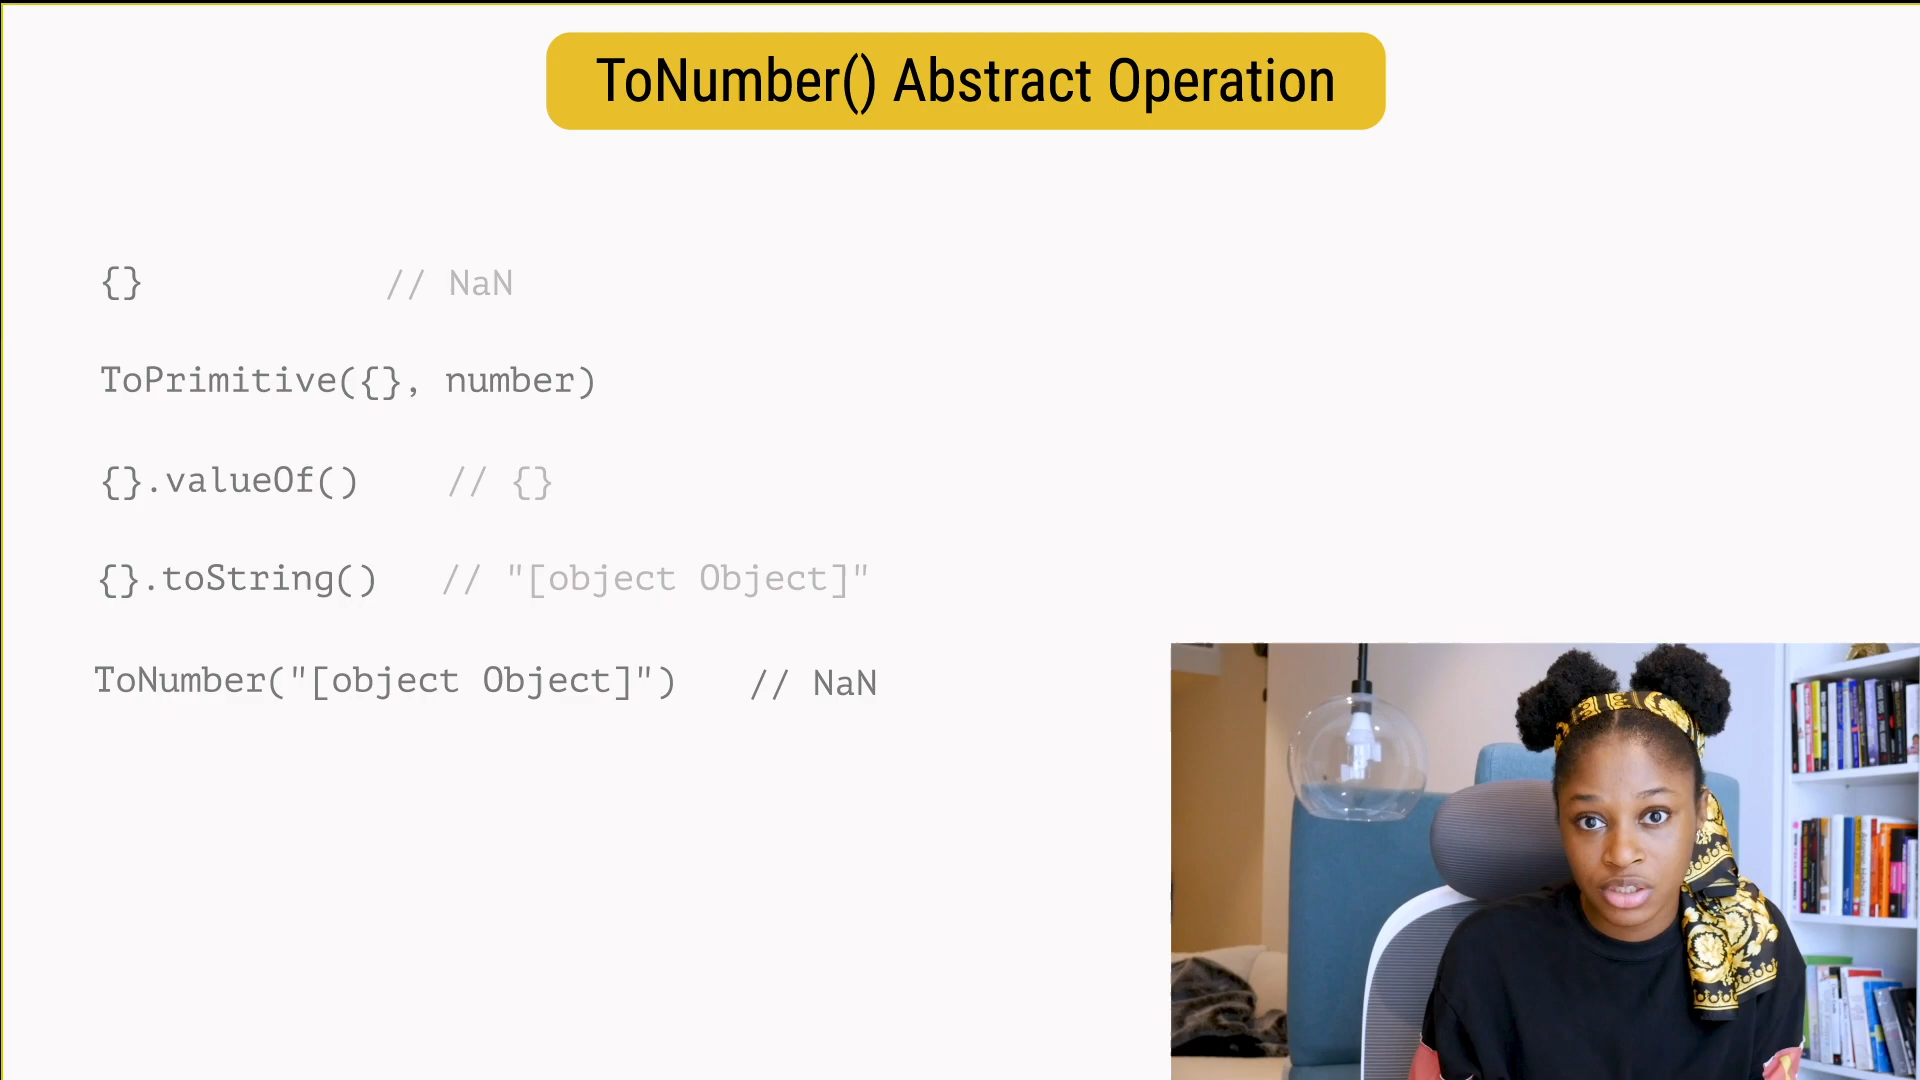 ToNumber() Abstract Operation
{} // NaN
ToPrimitive({}, number)
{}.valueOf() // {}
{}.toString() // "[object Object]"
ToNumber("[object Object]") // NaN